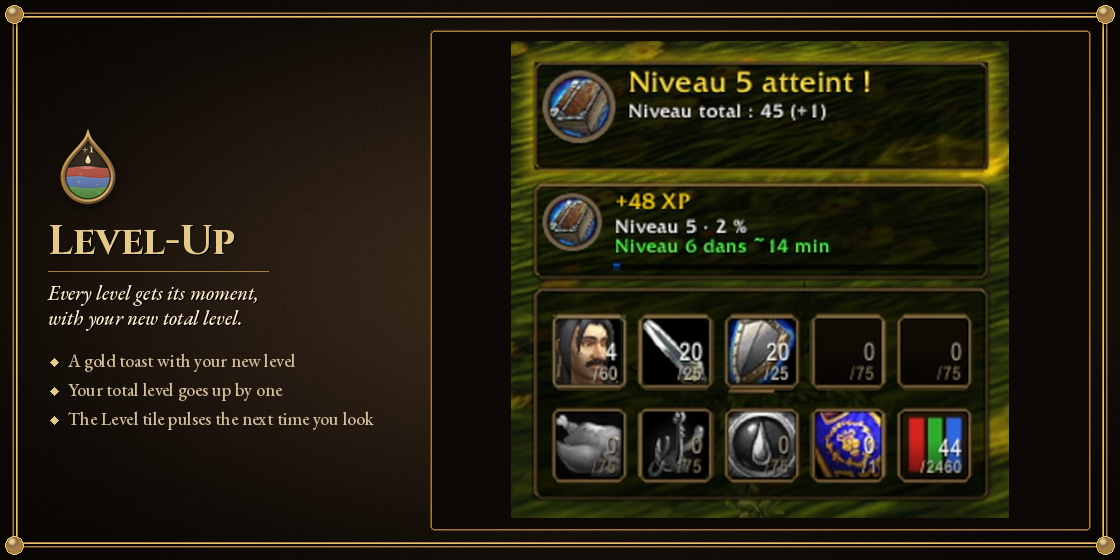 +1
Level-Up
Every level gets its moment,
with your new total level.
A gold toast with your new level
Your total level goes up by one
The Level tile pulses the next time you look
Niveau 5 atteint !
Niveau total : 45 (+1)
+48 XP
Niveau 5 · 2 %
Niveau 6 dans ~14 min
4 20 20 0 0
/60 /25 /25 /75 /75
0 0 0 0 44
/75 /75 /75 /1 /2460